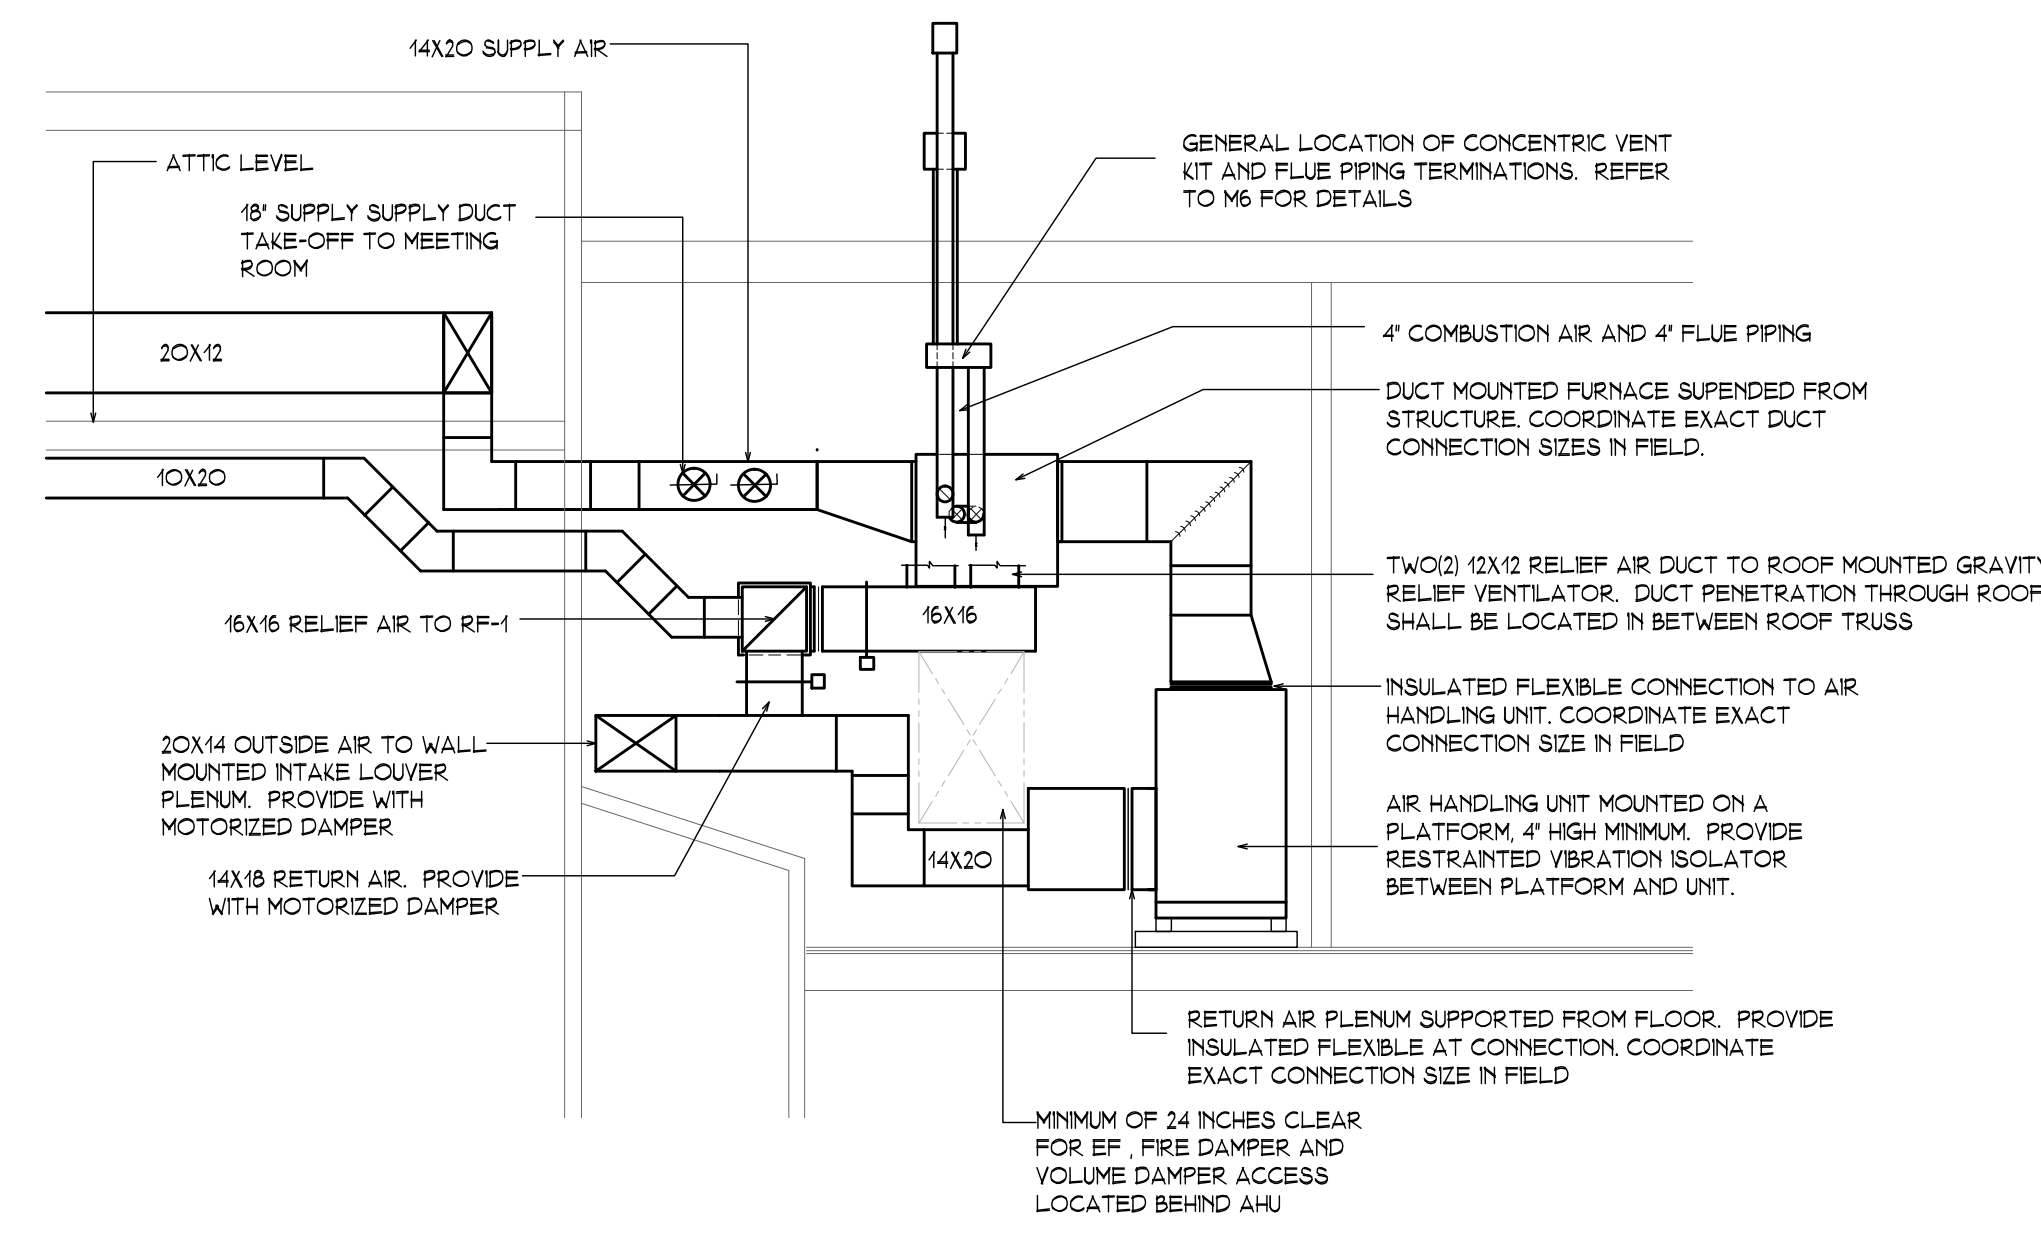 14X20 SUPPLY AIR
ATTIC LEVEL
18" SUPPLY SUPPLY DUCT
TAKE-OFF TO MEETING
ROOM
GENERAL LOCATION OF CONCENTRIC VENT
KIT AND FLUE PIPING TERMINATIONS.  REFER
TO M6 FOR DETAILS
20X12
4" COMBUSTION AIR AND 4" FLUE PIPING
DUCT MOUNTED FURNACE SUPENDED FROM
STRUCTURE. COORDINATE EXACT DUCT
CONNECTION SIZES IN FIELD.
10X20
TWO(2) 12X12 RELIEF AIR DUCT TO ROOF MOUNTED GRAVITY
RELIEF VENTILATOR.  DUCT PENETRATION THROUGH ROOF
SHALL BE LOCATED IN BETWEEN ROOF TRUSS
16X16 RELIEF AIR TO RF-1
16X16
INSULATED FLEXIBLE CONNECTION TO AIR
HANDLING UNIT. COORDINATE EXACT
CONNECTION SIZE IN FIELD
20X14 OUTSIDE AIR TO WALL
MOUNTED INTAKE LOUVER
PLENUM.  PROVIDE WITH
MOTORIZED DAMPER
AIR HANDLING UNIT MOUNTED ON A
PLATFORM, 4" HIGH MINIMUM.  PROVIDE
RESTRAINTED VIBRATION ISOLATOR
BETWEEN PLATFORM AND UNIT.
14X20
14X18 RETURN AIR.  PROVIDE
WITH MOTORIZED DAMPER
RETURN AIR PLENUM SUPPORTED FROM FLOOR.  PROVIDE
INSULATED FLEXIBLE AT CONNECTION. COORDINATE
EXACT CONNECTION SIZE IN FIELD
MINIMUM OF 24 INCHES CLEAR
FOR EF , FIRE DAMPER AND
VOLUME DAMPER ACCESS
LOCATED BEHIND AHU